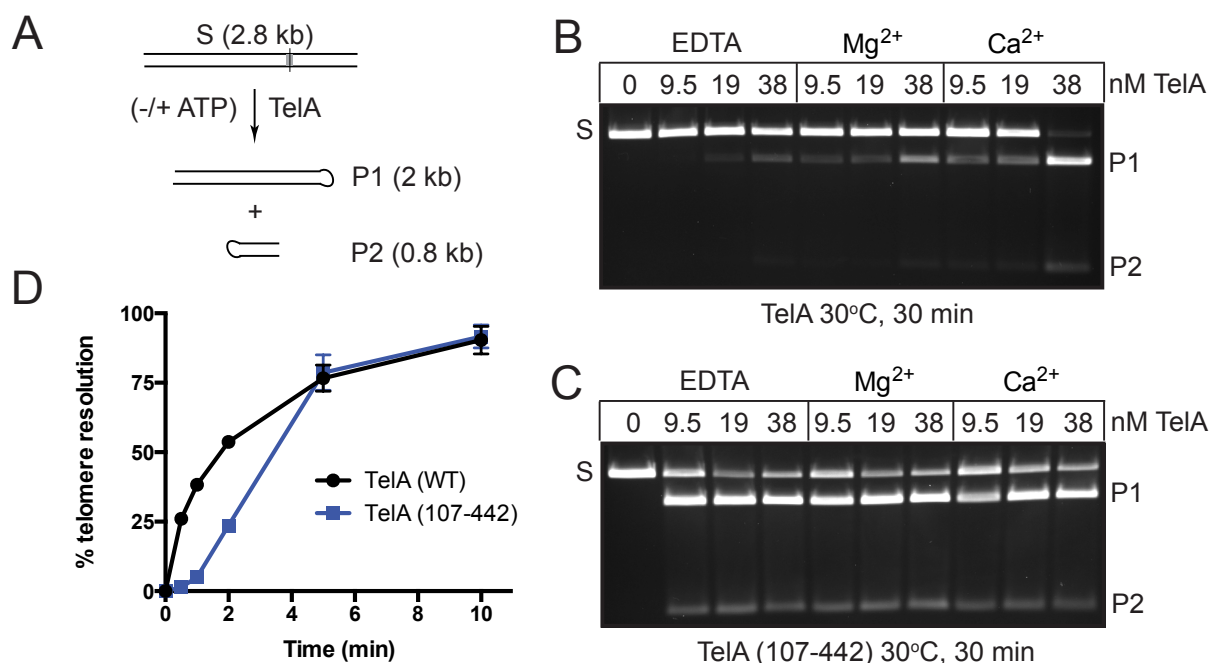 A
S (2.8 kb)
(-/+ ATP) TelA
P1 (2 kb)
+
P2 (0.8 kb)
B
EDTA Mg²⁺ Ca²⁺
0 9.5 19 38 9.5 19 38 9.5 19 38 nM TelA
S
P1
P2
TelA 30°C, 30 min
C
EDTA Mg²⁺ Ca²⁺
0 9.5 19 38 9.5 19 38 9.5 19 38 nM TelA
S
P1
P2
TelA (107-442) 30°C, 30 min
D
% telomere resolution
100
75
50
25
0
TelA (WT)
TelA (107-442)
0 2 4 6 8 10
Time (min)